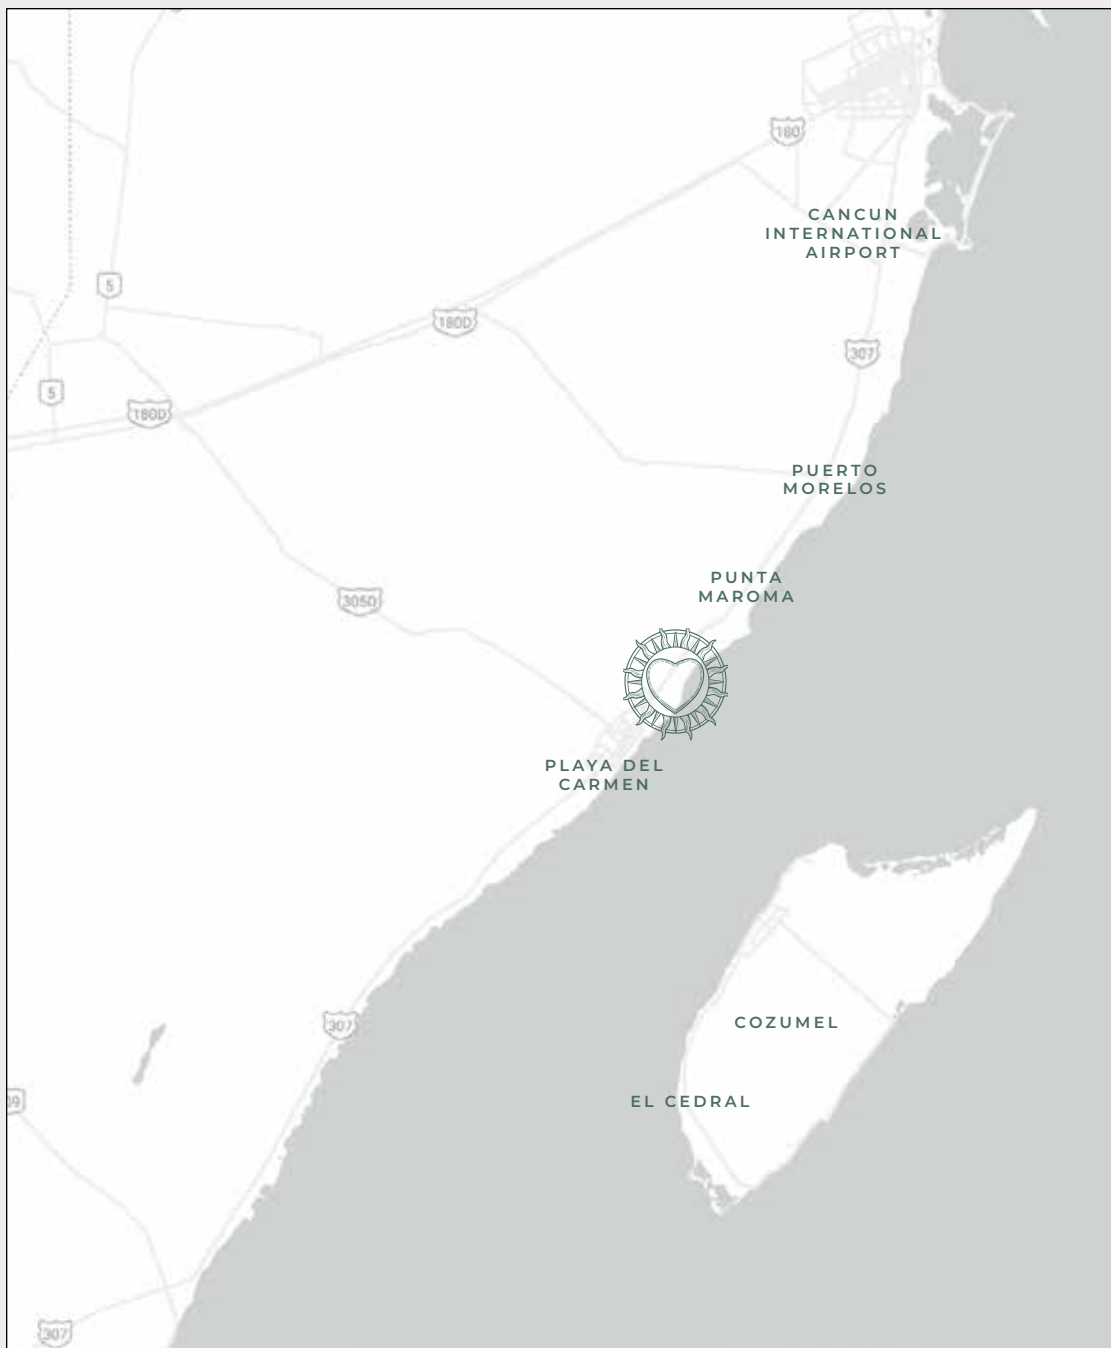 180
CANCUN
INTERNATIONAL
AIRPORT
5
180D
307
5
180D
PUERTO
MORELOS
PUNTA
MAROMA
305D
PLAYA DEL
CARMEN
COZUMEL
307
EL CEDRAL
307